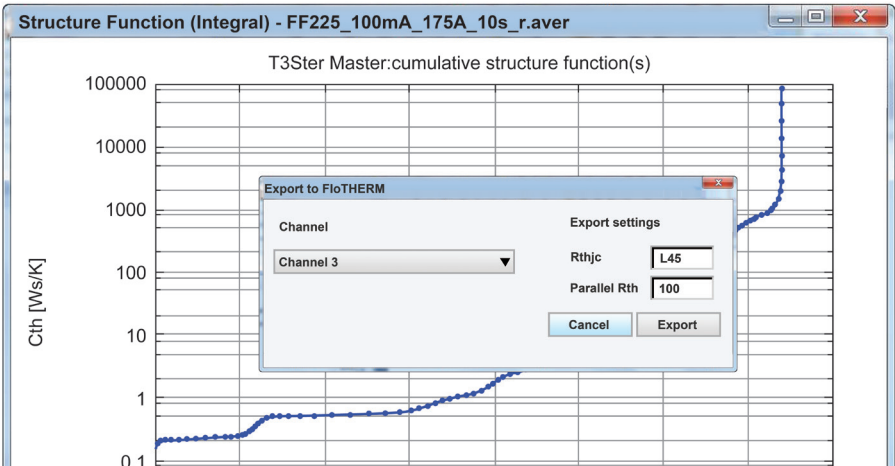 Structure Function (Integral) - FF225_100mA_175A_10s_r.aver
T3Ster Master:cumulative structure function(s)
100000
10000
1000
100
10
1
0.1
Cth [Ws/K]
Export to FloTHERM
Channel
Channel 3
Export settings
Rthjc L45
Parallel Rth 100
Cancel Export